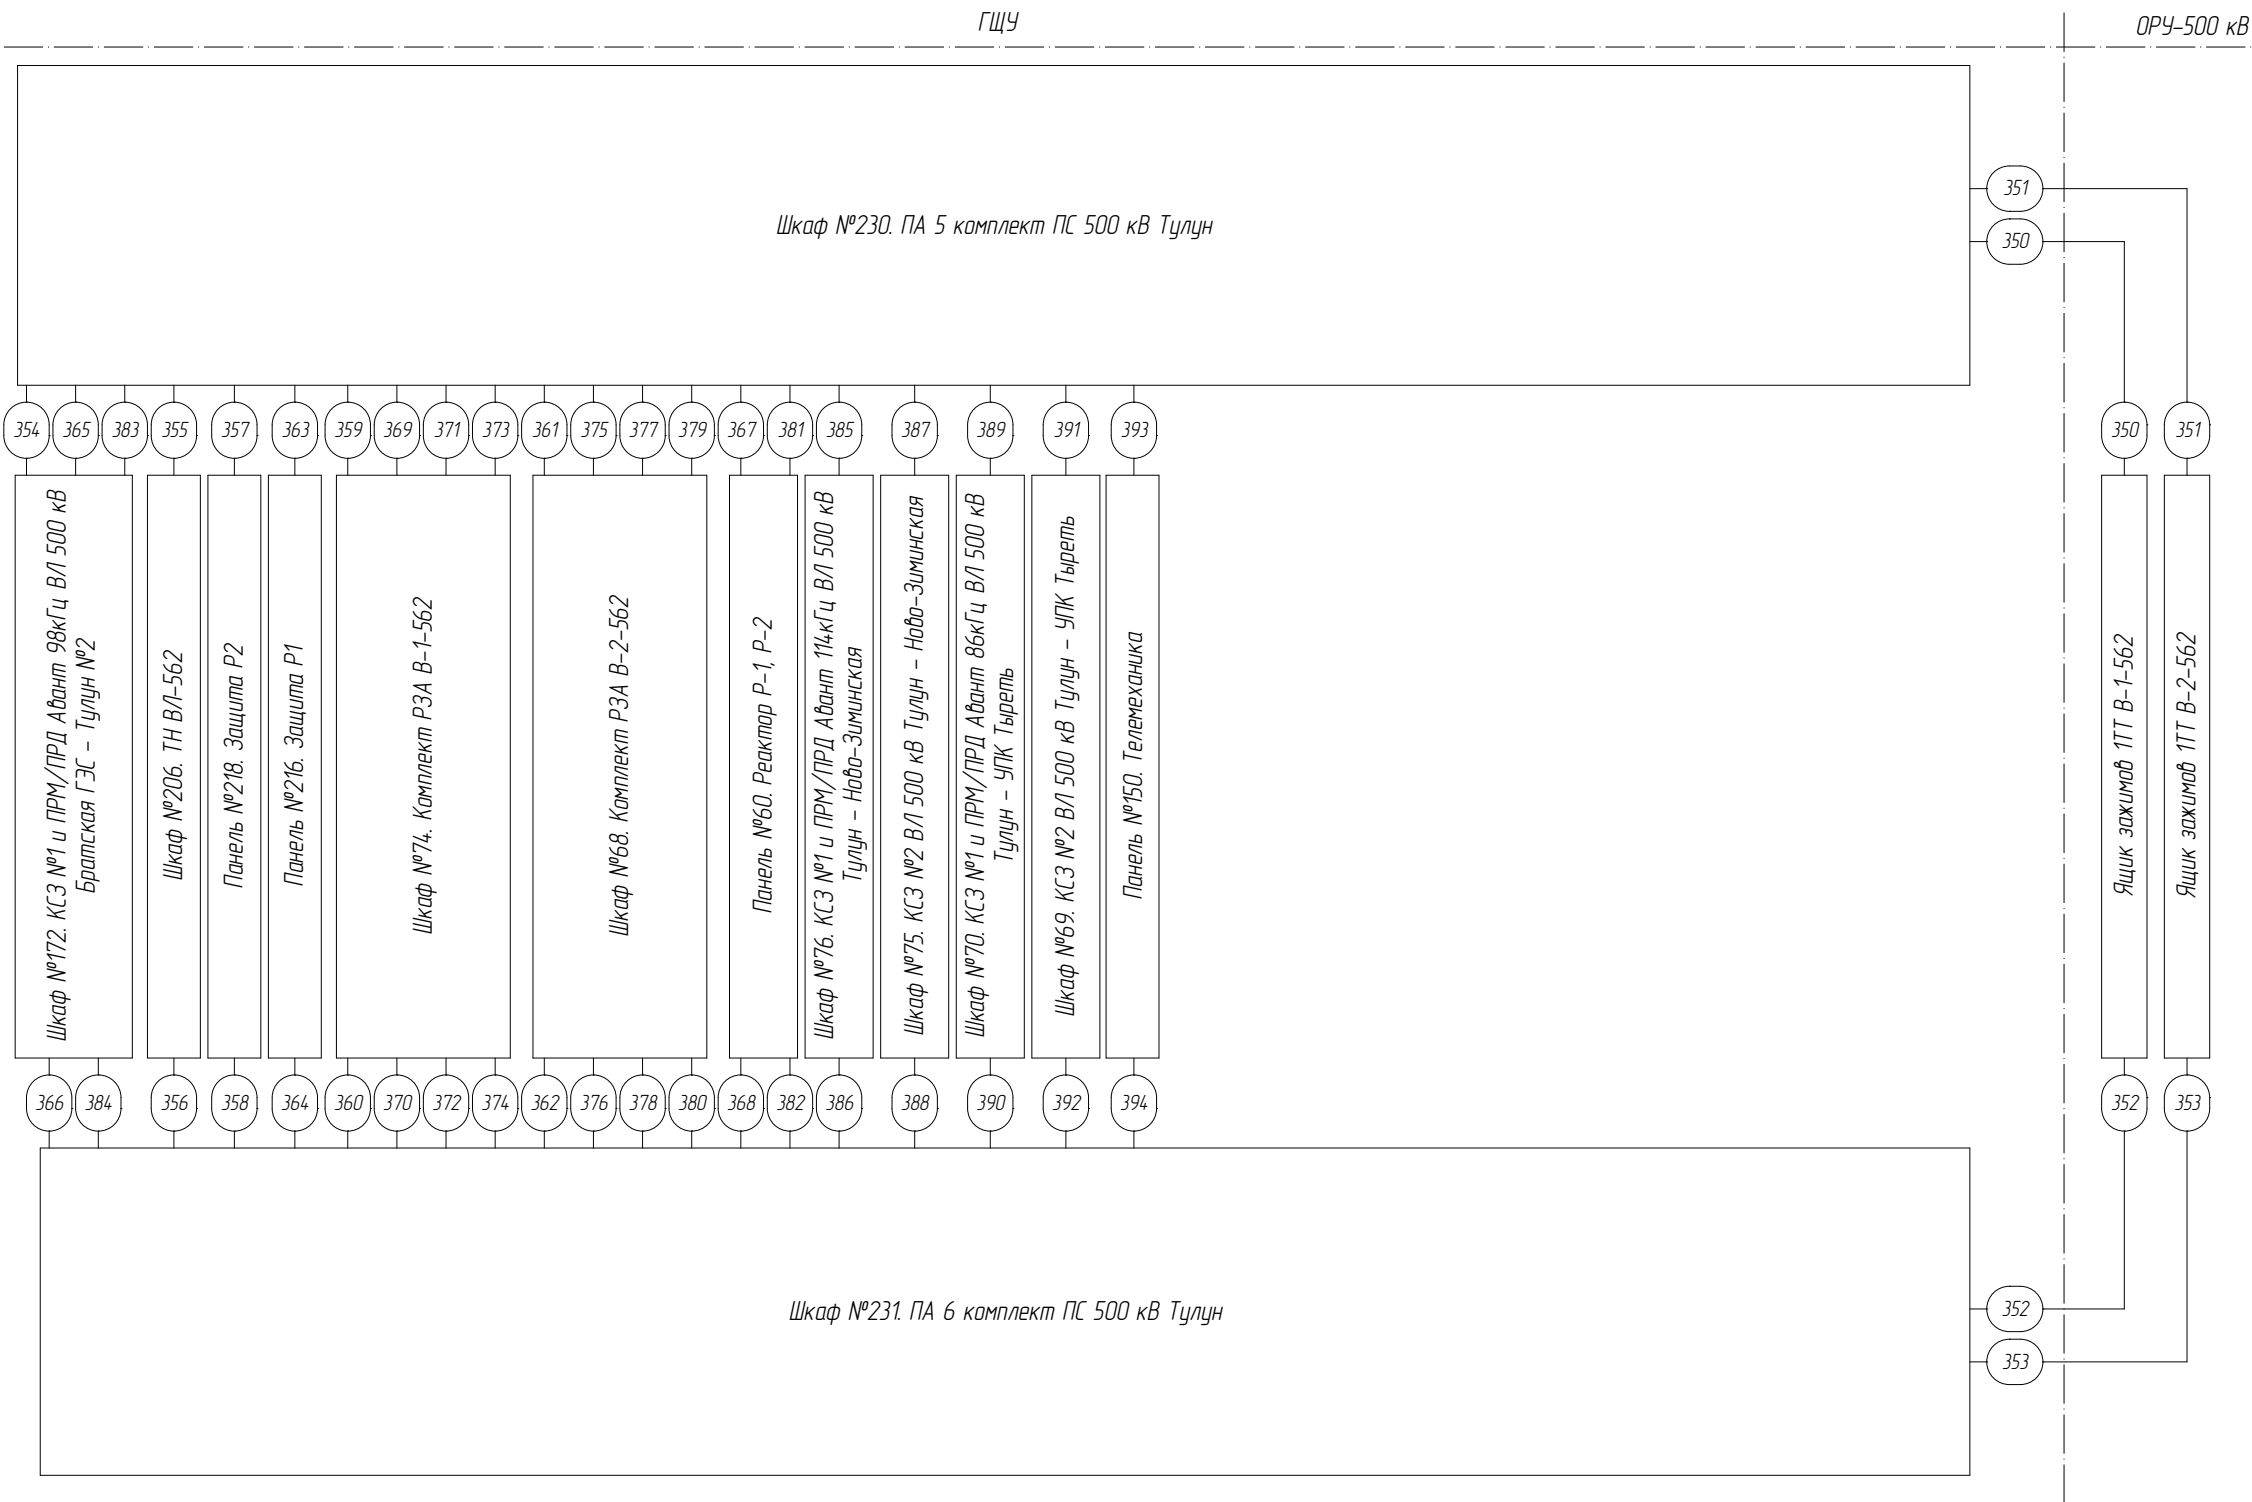 ГЩУ
ОРУ-500 кВ
Шкаф №230. ПА 5 комплект ПС 500 кВ Тулун
351
350
354
365
383
355
357
363
359
369
371
373
361
375
377
379
367
381
385
387
389
391
393
350
351
Шкаф №172. КСЗ №1 и ПРМ/ПРД Авант 98кГц ВЛ 500 кВ
Братская ГЭС - Тулун №2
Шкаф №206. ТН ВЛ-562
Панель №218. Защита Р2
Панель №216. Защита Р1
Шкаф №74. Комплект РЗА В-1-562
Шкаф №68. Комплект РЗА В-2-562
Панель №60. Реактор Р-1, Р-2
Шкаф №76. КСЗ №1 и ПРМ/ПРД Авант 114кГц ВЛ 500 кВ
Тулун - Ново-Зиминская
Шкаф №75. КСЗ №2 ВЛ 500 кВ Тулун - Ново-Зиминская
Шкаф №70. КСЗ №1 и ПРМ/ПРД Авант 86кГц ВЛ 500 кВ
Тулун - УПК Тыреть
Шкаф №69. КСЗ №2 ВЛ 500 кВ Тулун - УПК Тыреть
Панель №150. Телемеханика
Ящик зажимов 1ТТ В-1-562
Ящик зажимов 1ТТ В-2-562
366
384
356
358
364
360
370
372
374
362
376
378
380
368
382
386
388
390
392
394
352
353
Шкаф №231. ПА 6 комплект ПС 500 кВ Тулун
352
353